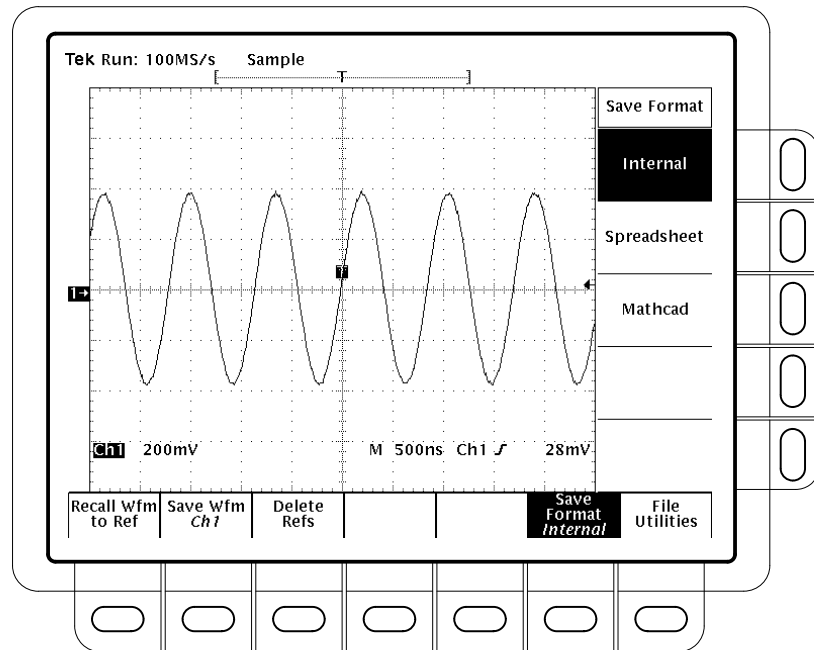 Tek Run: 100MS/s Sample
Save Format
Internal
Spreadsheet
Mathcad
T
T
1→
Ch1 200mV M 500ns Ch1 28mV
Recall Wfm
to Ref
Save Wfm
Ch1
Delete
Refs
Save
Format
Internal
File
Utilities